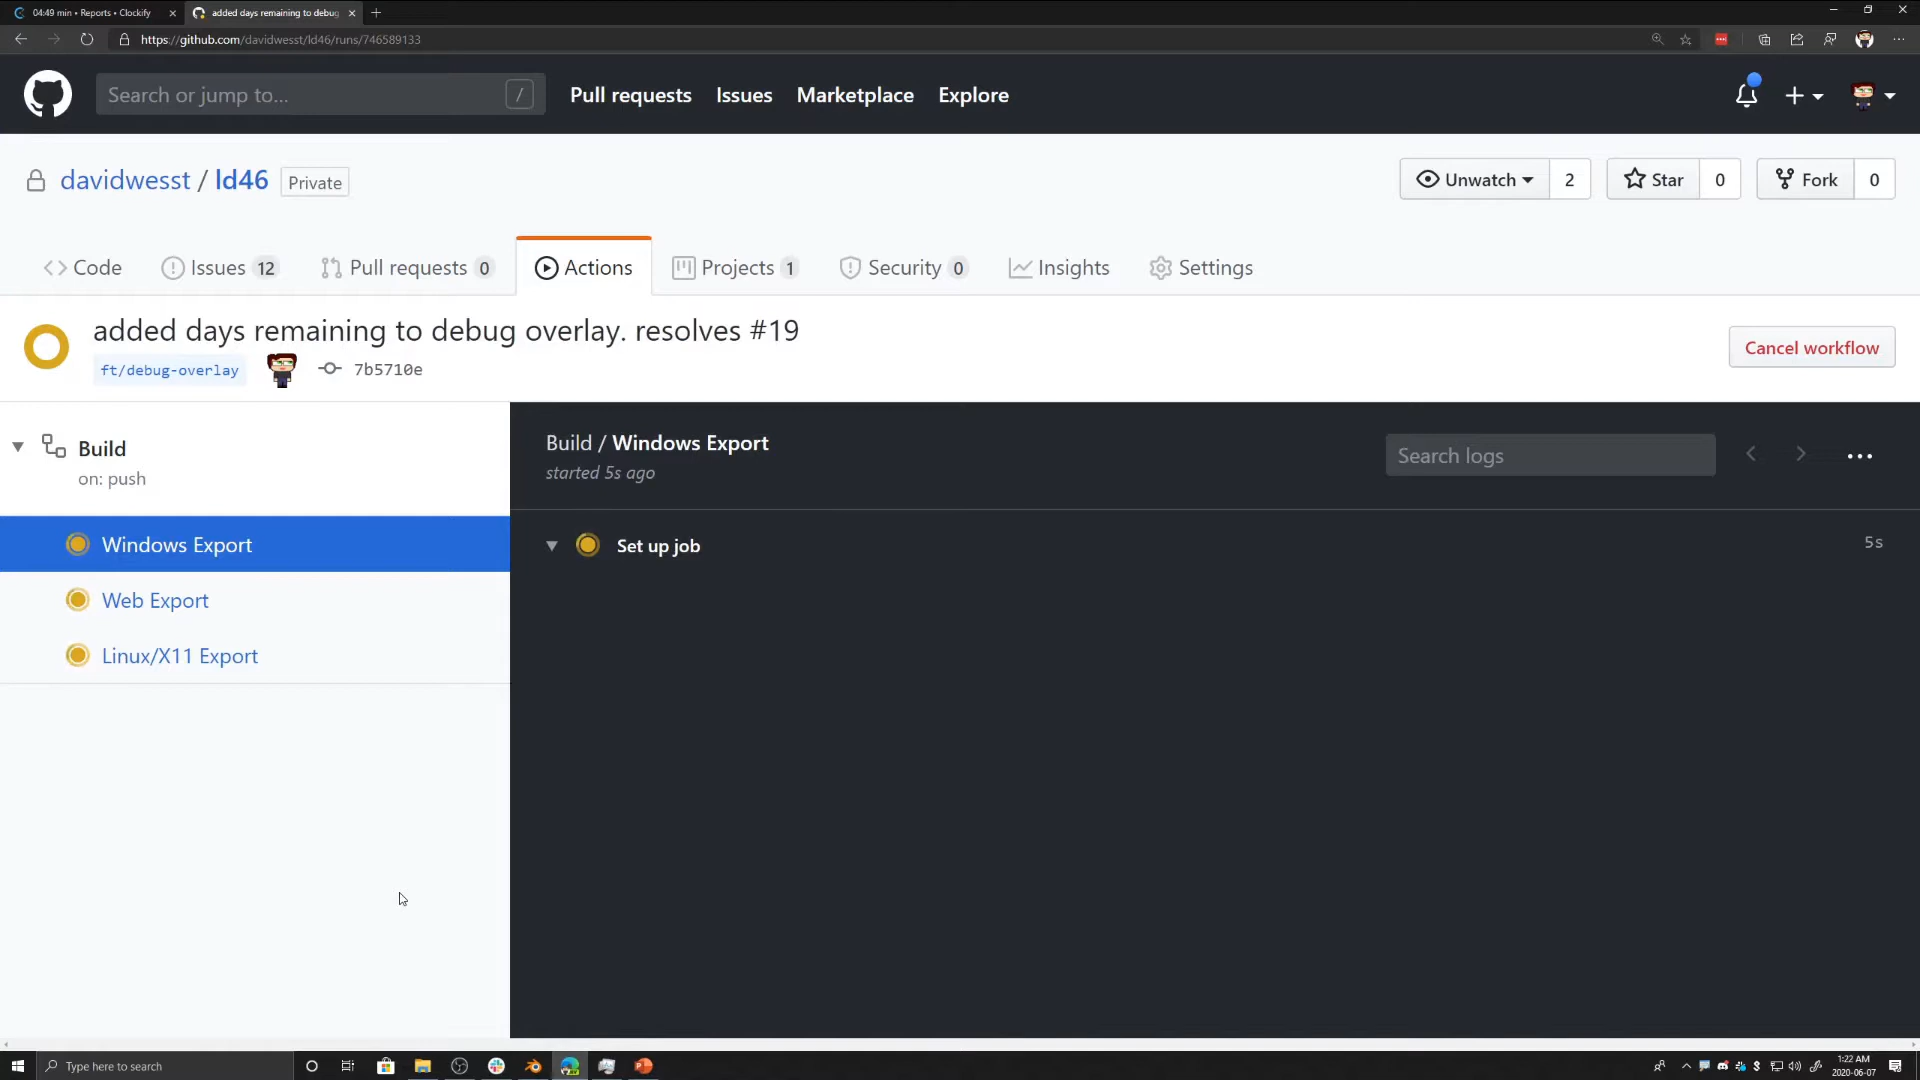 04:49 min • Reports • Clockify
added days remaining to debug
https://github.com/davidwesst/ld46/runs/746589133
Search or jump to...
/
Pull requests
Issues
Marketplace
Explore
davidwesst / ld46
Private
Unwatch
2
Star
0
Fork
0
Code
Issues 12
Pull requests 0
Actions
Projects 1
Security 0
Insights
Settings
added days remaining to debug overlay. resolves #19
ft/debug-overlay
7b5710e
Cancel workflow
Build
on: push
Windows Export
Web Export
Linux/X11 Export
Build / Windows Export
started 5s ago
Search logs
Set up job
5s
Type here to search
1:22 AM
2020-06-07